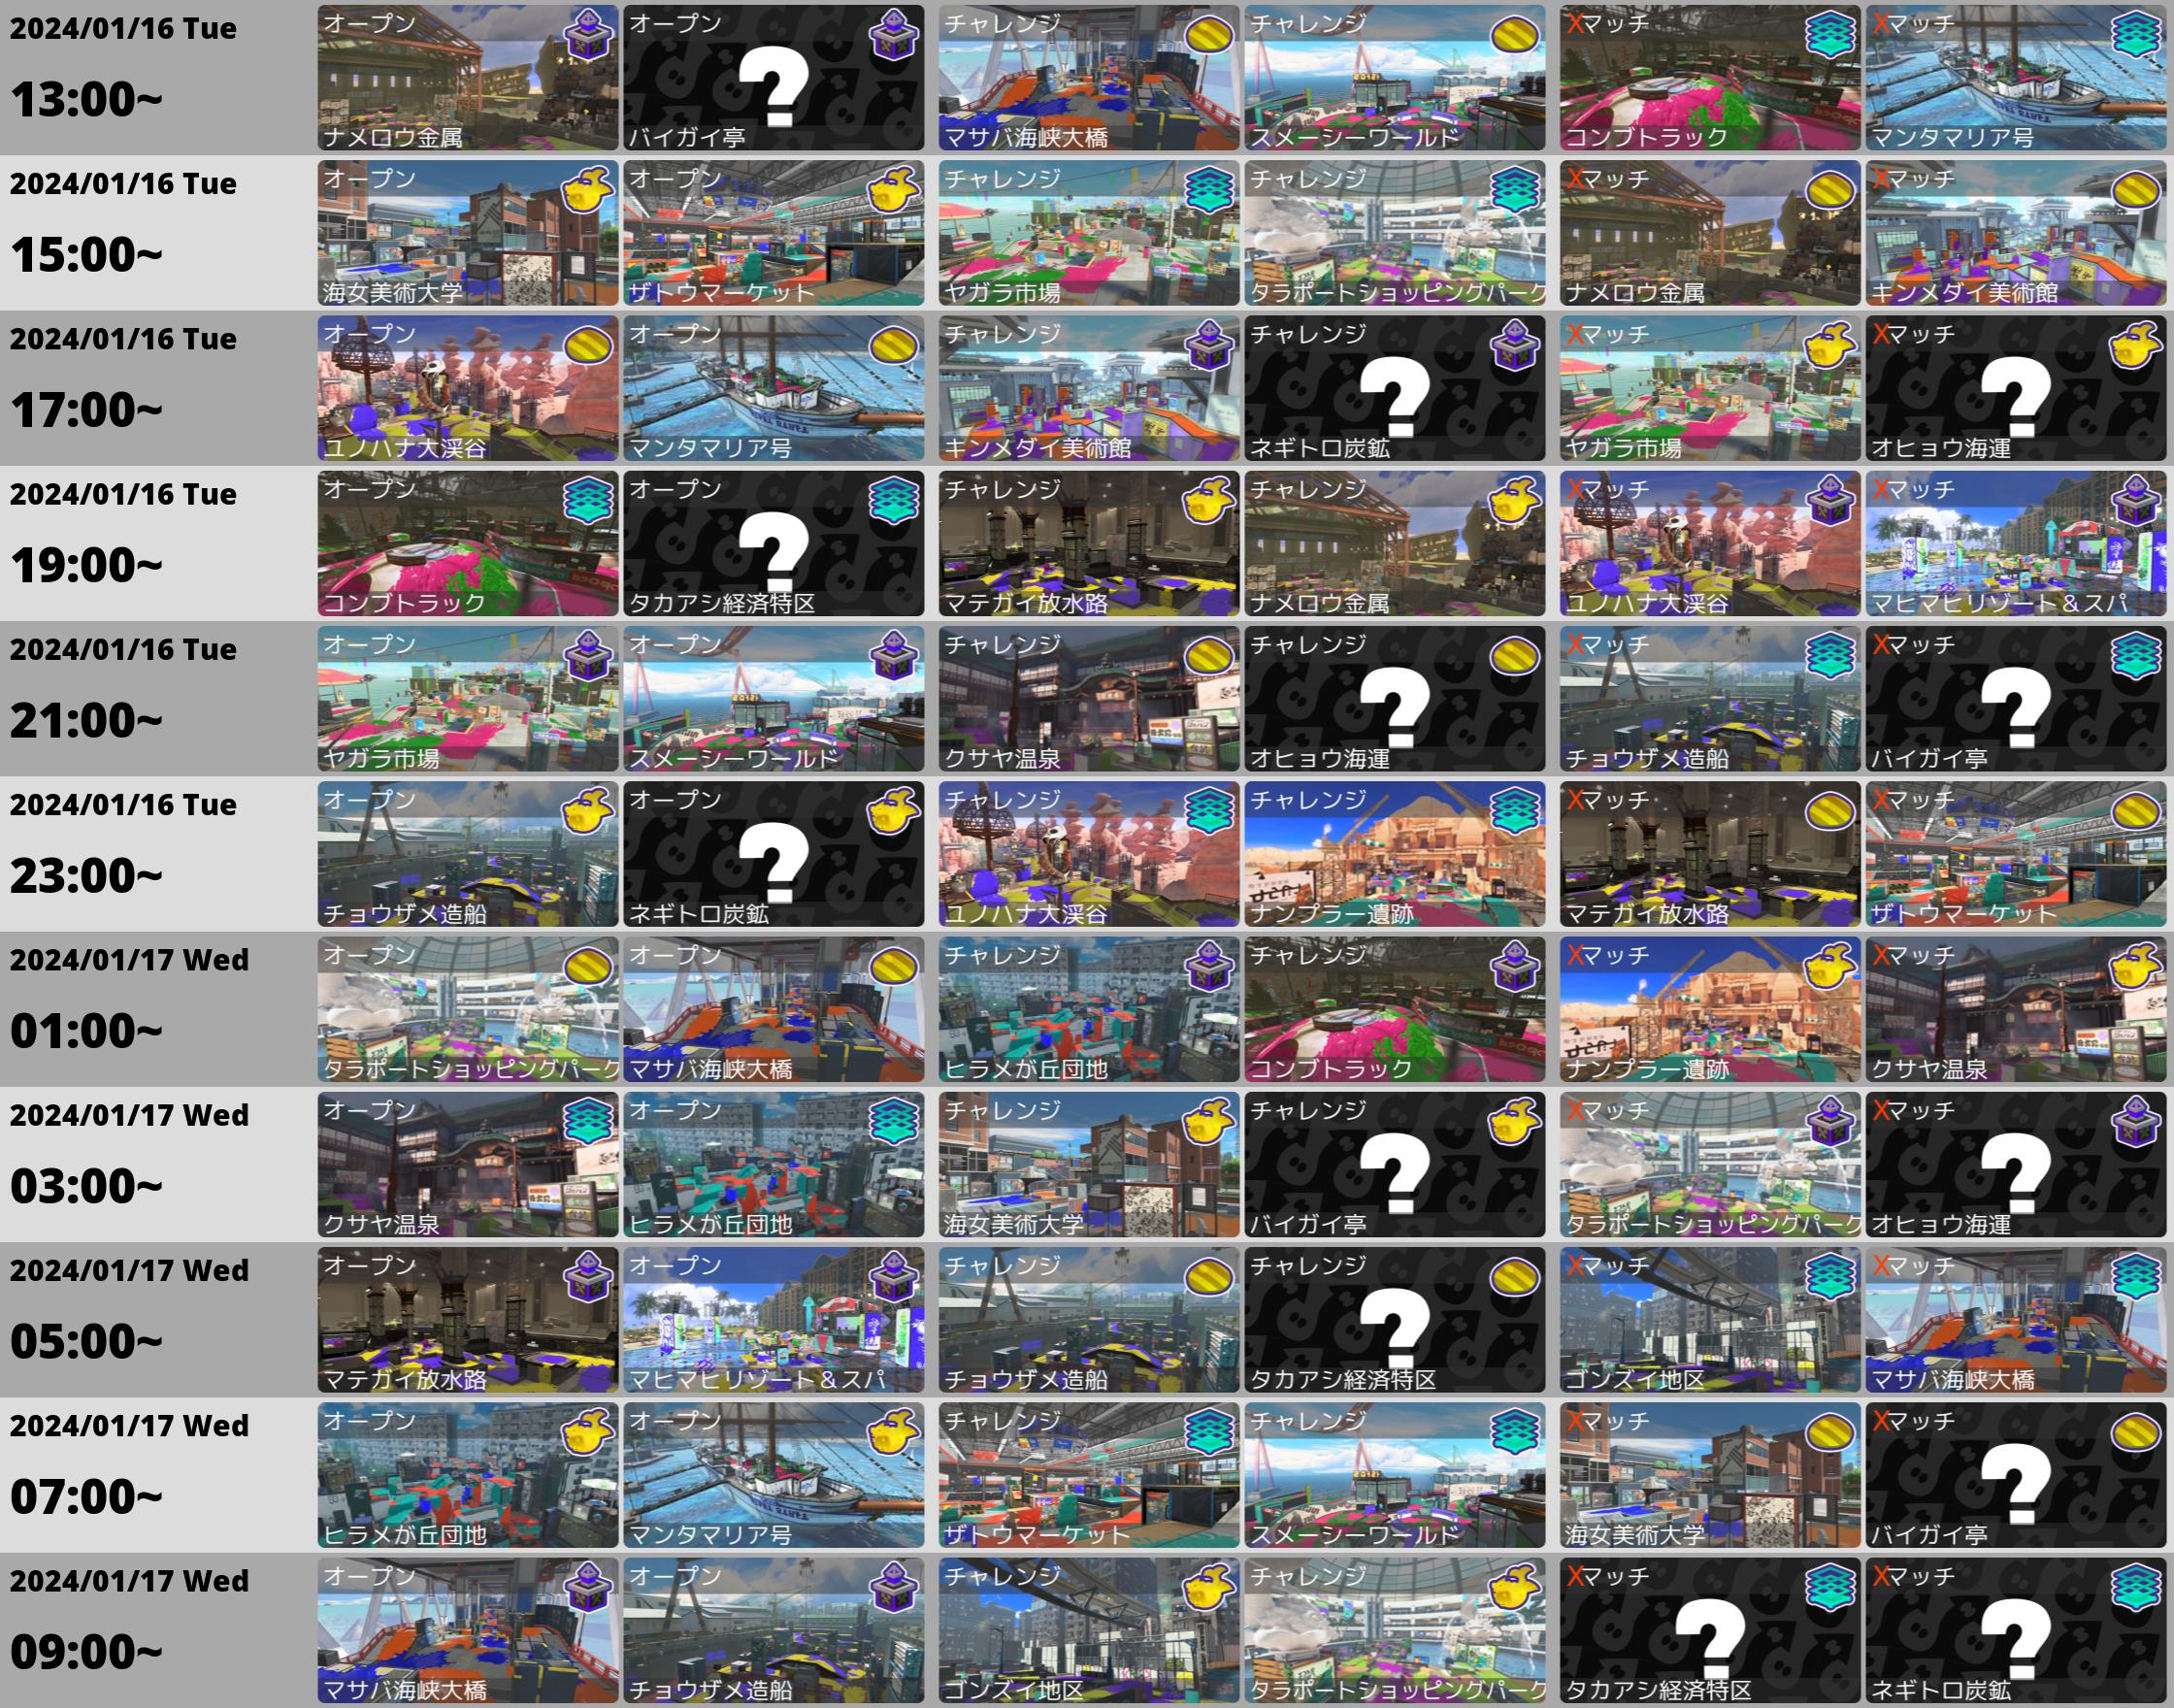 2024/01/16 Tue
13:00~
オープン
ナメロウ金属
オープン
バイガイ亭
チャレンジ
マサバ海峡大橋
チャレンジ
スメーシーワールド
Xマッチ
コンブトラック
Xマッチ
マンタマリア号
2024/01/16 Tue
15:00~
オープン
海女美術大学
オープン
ザトウマーケット
チャレンジ
ヤガラ市場
チャレンジ
タラポートショッピングパーク
Xマッチ
ナメロウ金属
Xマッチ
キンメダイ美術館
2024/01/16 Tue
17:00~
オープン
ユノハナ大渓谷
オープン
マンタマリア号
チャレンジ
キンメダイ美術館
チャレンジ
ネギトロ炭鉱
Xマッチ
ヤガラ市場
Xマッチ
オヒョウ海運
2024/01/16 Tue
19:00~
オープン
コンブトラック
オープン
タカアシ経済特区
チャレンジ
マテガイ放水路
チャレンジ
ナメロウ金属
Xマッチ
ユノハナ大渓谷
Xマッチ
マヒマヒリゾート＆スパ
2024/01/16 Tue
21:00~
オープン
ヤガラ市場
オープン
スメーシーワールド
チャレンジ
クサヤ温泉
チャレンジ
オヒョウ海運
Xマッチ
チョウザメ造船
Xマッチ
バイガイ亭
2024/01/16 Tue
23:00~
オープン
チョウザメ造船
オープン
ネギトロ炭鉱
チャレンジ
ユノハナ大渓谷
チャレンジ
ナンプラー遺跡
Xマッチ
マテガイ放水路
Xマッチ
ザトウマーケット
2024/01/17 Wed
01:00~
オープン
タラポートショッピングパーク
オープン
マサバ海峡大橋
チャレンジ
ヒラメが丘団地
チャレンジ
コンブトラック
Xマッチ
ナンプラー遺跡
Xマッチ
クサヤ温泉
2024/01/17 Wed
03:00~
オープン
クサヤ温泉
オープン
ヒラメが丘団地
チャレンジ
海女美術大学
チャレンジ
バイガイ亭
Xマッチ
タラポートショッピングパーク
Xマッチ
オヒョウ海運
2024/01/17 Wed
05:00~
オープン
マテガイ放水路
オープン
マヒマヒリゾート＆スパ
チャレンジ
チョウザメ造船
チャレンジ
タカアシ経済特区
Xマッチ
ゴンズイ地区
Xマッチ
マサバ海峡大橋
2024/01/17 Wed
07:00~
オープン
ヒラメが丘団地
オープン
マンタマリア号
チャレンジ
ザトウマーケット
チャレンジ
スメーシーワールド
Xマッチ
海女美術大学
Xマッチ
バイガイ亭
2024/01/17 Wed
09:00~
オープン
マサバ海峡大橋
オープン
チョウザメ造船
チャレンジ
ゴンズイ地区
チャレンジ
タラポートショッピングパーク
Xマッチ
タカアシ経済特区
Xマッチ
ネギトロ炭鉱